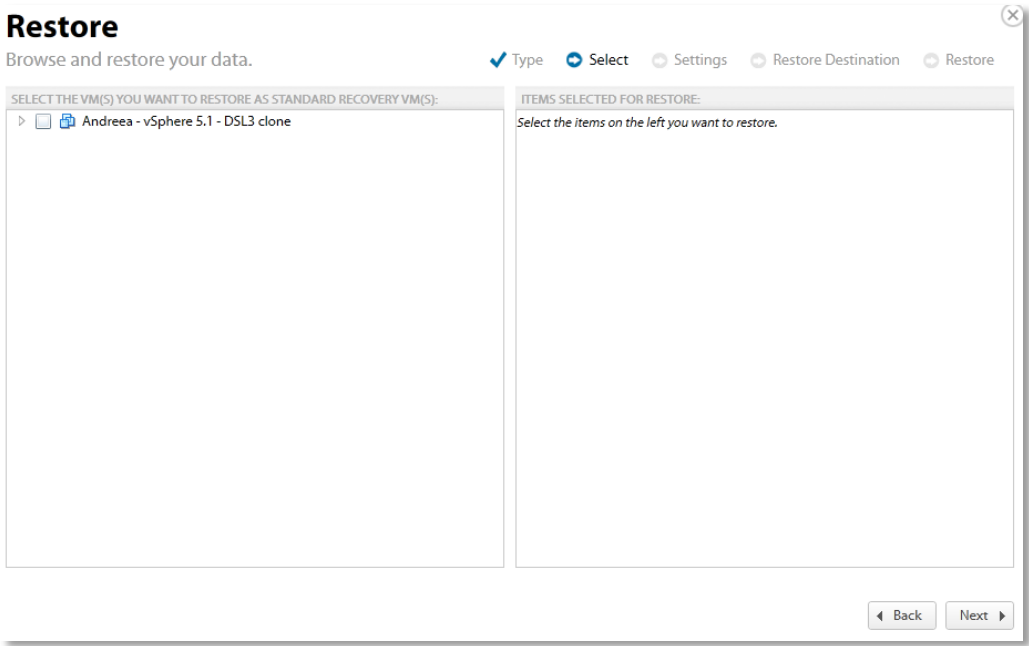 Restore
Browse and restore your data.
Type Select Settings Restore Destination Restore
SELECT THE VM(S) YOU WANT TO RESTORE AS STANDARD RECOVERY VM(S):
Andreea - vSphere 5.1 - DSL3 clone
ITEMS SELECTED FOR RESTORE:
Select the items on the left you want to restore.
Back Next